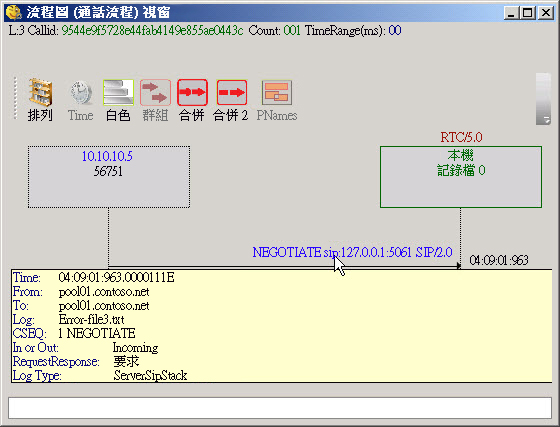 流程圖 (通話流程) 視窗
L:3 Callid: 9544e9f5728e44fab4149e855ae0443c Count: 001 TimeRange(ms): 00
排列 Time 白色 群組 合併 合併 2 PNames
RTC/5.0
10.10.10.5
56751
本機
記錄檔 0
NEGOTIATE sip:127.0.0.1:5061 SIP/2.0
04:09:01:963
Time: 04:09:01:963.0000111E
From: pool01.contoso.net
To: pool01.contoso.net
Log: Error-file3.txt
CSEQ: 1 NEGOTIATE
In or Out: Incoming
RequestResponse: 要求
Log Type: ServerSipStack